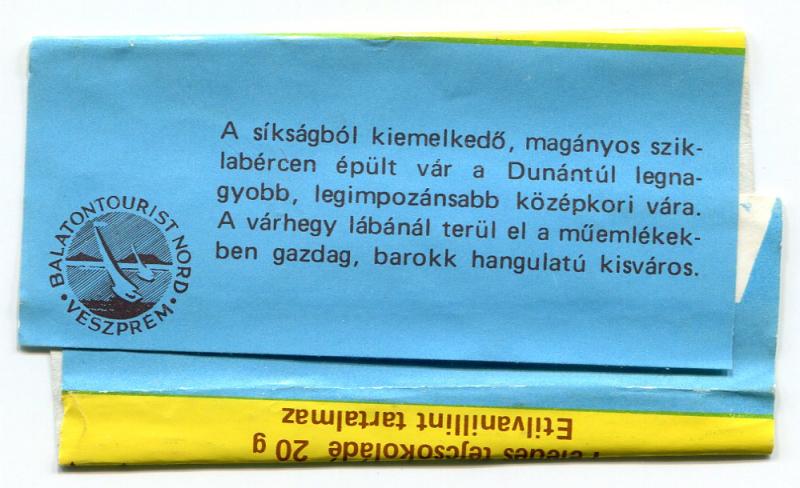 A síkságból kiemelkedő, magányos szik-
labércen épült vár a Dunántúl legna-
gyobb, legimpozánsabb középkori vára.
A várhegy lábánál terül el a műemlékek-
ben gazdag, barokk hangulatú kisváros.
BALATONTOURIST NORD
• VESZPRÉM •
tejcsokoládé 20 g
Etilvanillint tartalmaz